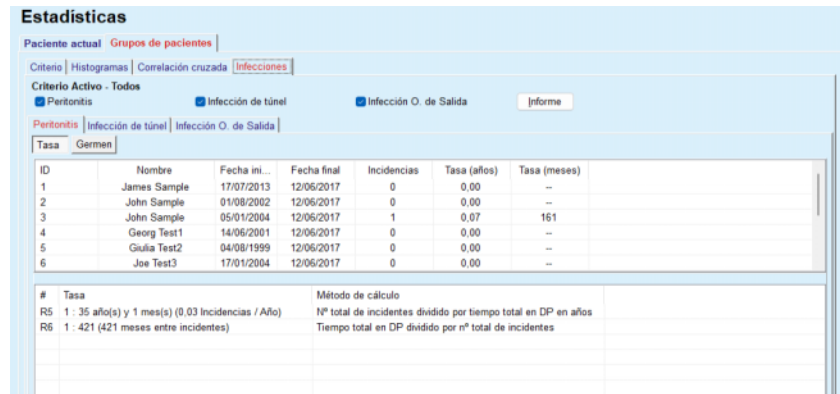 Estadísticas
Paciente actual Grupos de pacientes
Criterio Histogramas Correlación cruzada Infecciones
Criterio Activo - Todos
Peritonitis Infección de túnel Infección O. de Salida Informe
Peritonitis Infección de túnel Infección O. de Salida
Tasa Germen
ID Nombre Fecha ini... Fecha final Incidencias Tasa (años) Tasa (meses)
1 James Sample 17/07/2013 12/06/2017 0 0,00 --
2 John Sample 01/08/2002 12/06/2017 0 0,00 --
3 John Sample 05/01/2004 12/06/2017 1 0,07 161
4 Georg Test1 14/06/2001 12/06/2017 0 0,00 --
5 Giulia Test2 04/08/1999 12/06/2017 0 0,00 --
6 Joe Test3 17/01/2004 12/06/2017 0 0,00 --
# Tasa Método de cálculo
R5 1 : 35 año(s) y 1 mes(s) (0,03 Incidencias / Año) Nº total de incidentes dividido por tiempo total en DP en años
R6 1 : 421 (421 meses entre incidentes) Tiempo total en DP dividido por nº total de incidentes